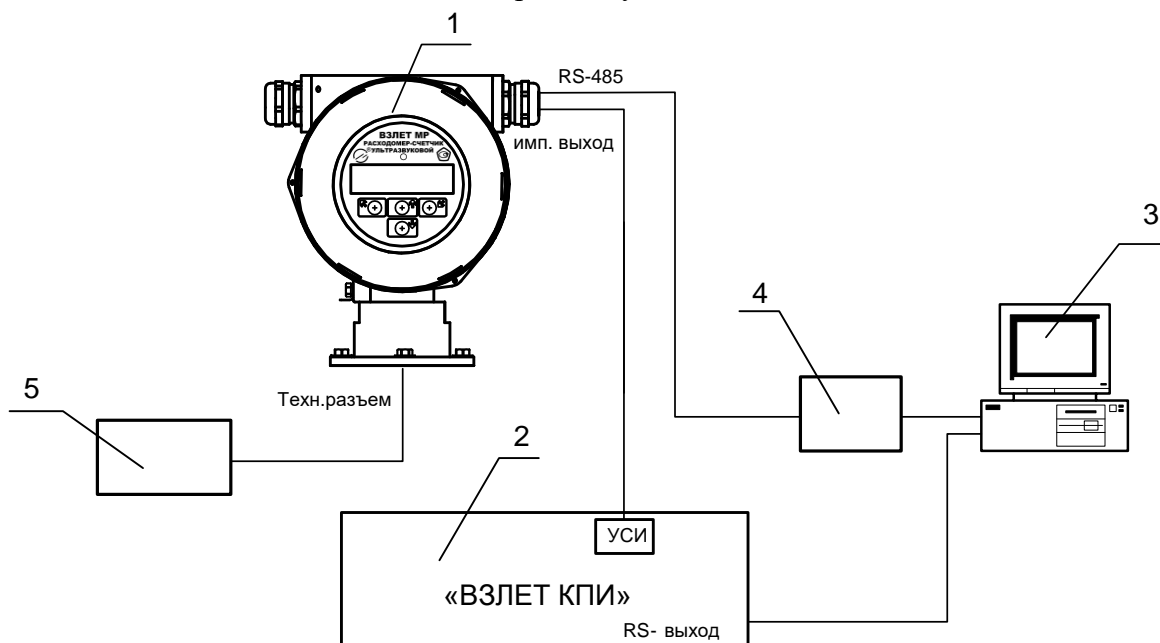 1
RS-485
ВЗЛЕТ МР
РАСХОДОМЕР-СЧЕТЧИК
УЛЬТРАЗВУКОВОЙ
имп. выход
3
4
Техн.разъем
5
2
УСИ
«ВЗЛЕТ КПИ»
RS- выход